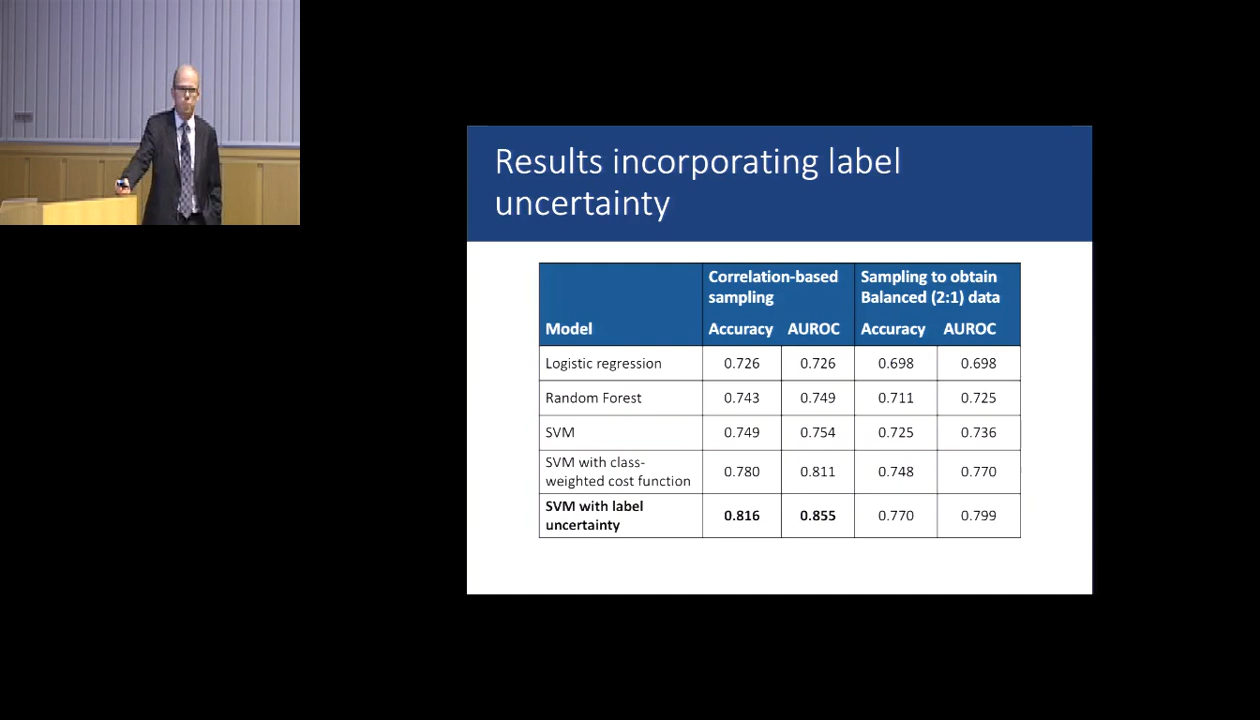 Results incorporating label
uncertainty
Correlation-based
sampling
Sampling to obtain
Balanced (2:1) data
Model
Accuracy AUROC
Accuracy AUROC
Logistic regression 0.726 0.726 0.698 0.698
Random Forest 0.743 0.749 0.711 0.725
SVM 0.749 0.754 0.725 0.736
SVM with class-
weighted cost function 0.780 0.811 0.748 0.770
SVM with label
uncertainty 0.816 0.855 0.770 0.799